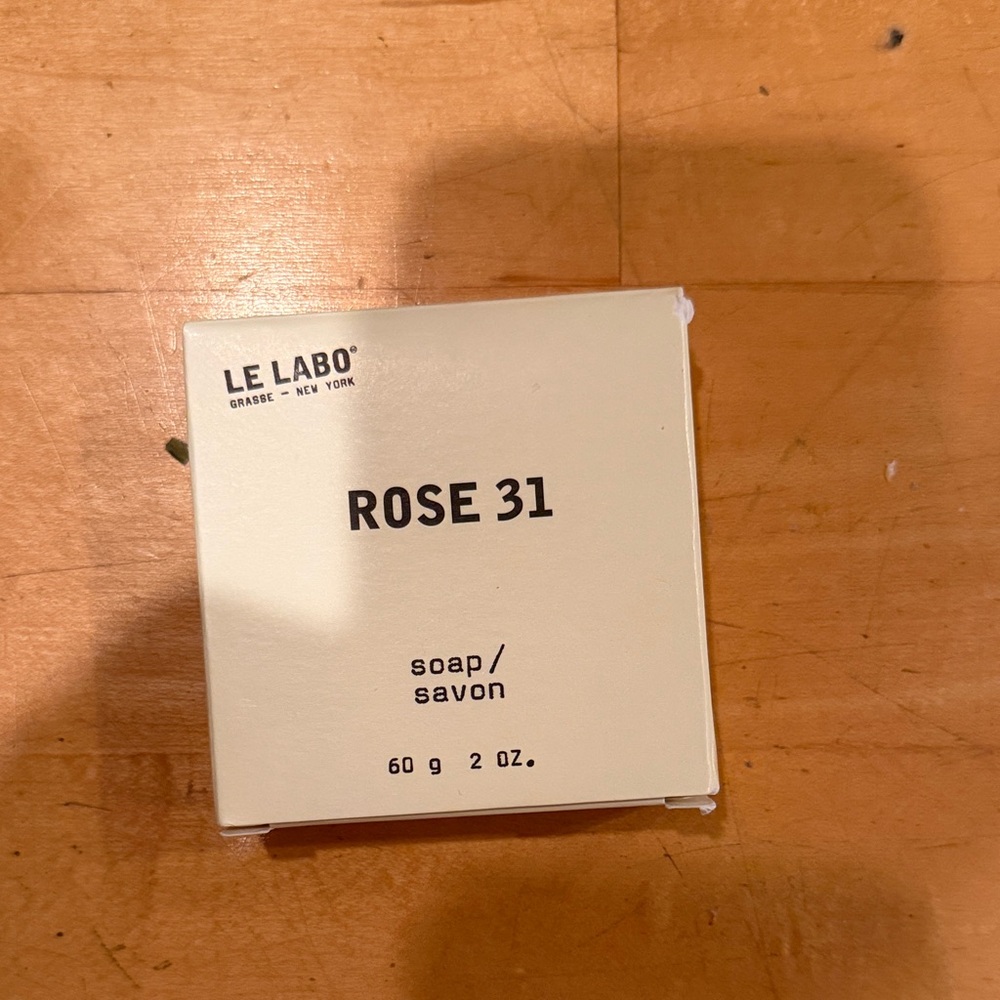 LE LABO®
GRASSE — NEW YORK
ROSE 31
soap/
savon
60 g 2 OZ.